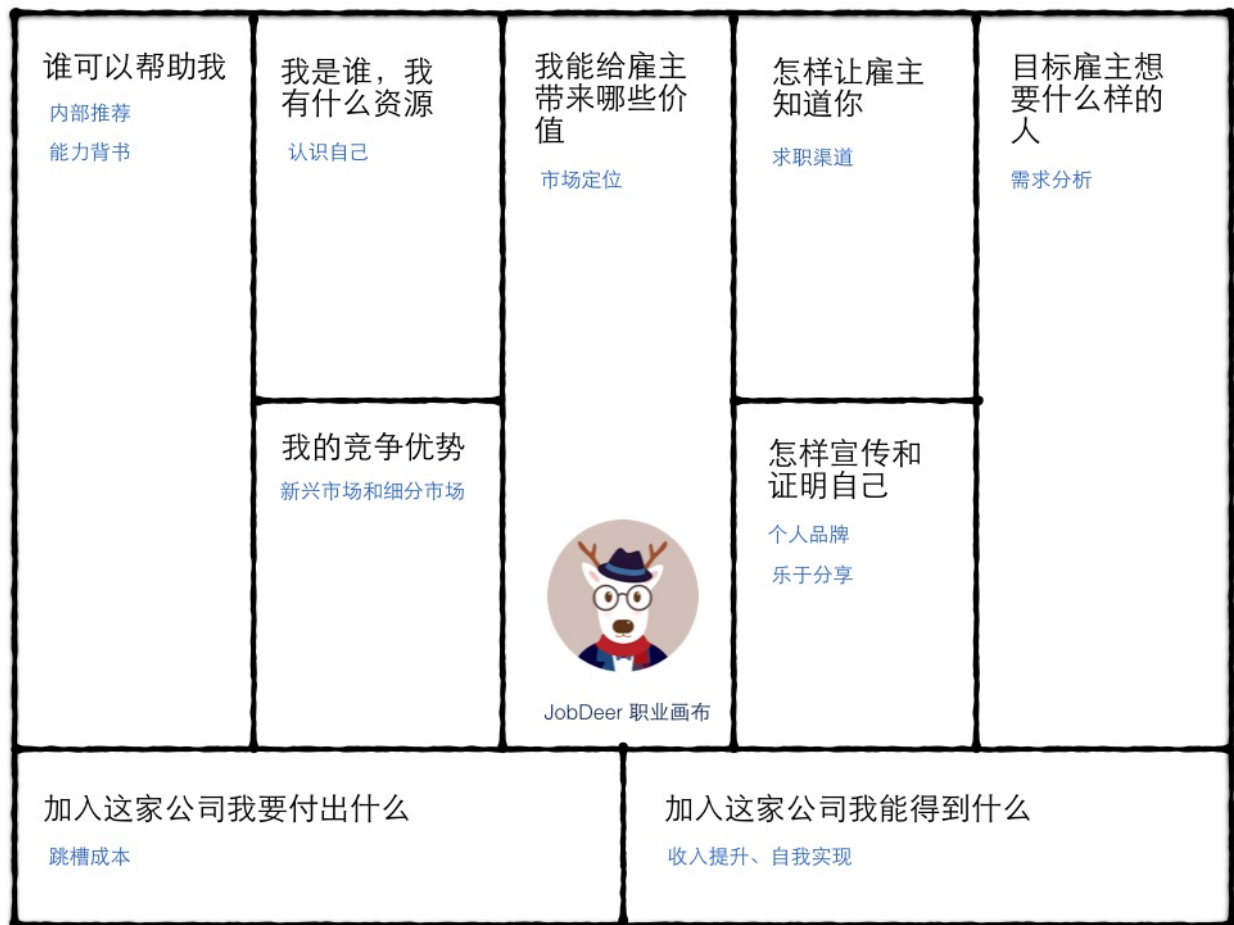 谁可以帮助我
内部推荐
能力背书
我是谁，我
有什么资源
认识自己
我的竞争优势
新兴市场和细分市场
我能给雇主
带来哪些价
值
市场定位
JobDeer 职业画布
怎样让雇主
知道你
求职渠道
怎样宣传和
证明自己
个人品牌
乐于分享
目标雇主想
要什么样的
人
需求分析
加入这家公司我要付出什么
跳槽成本
加入这家公司我能得到什么
收入提升、自我实现